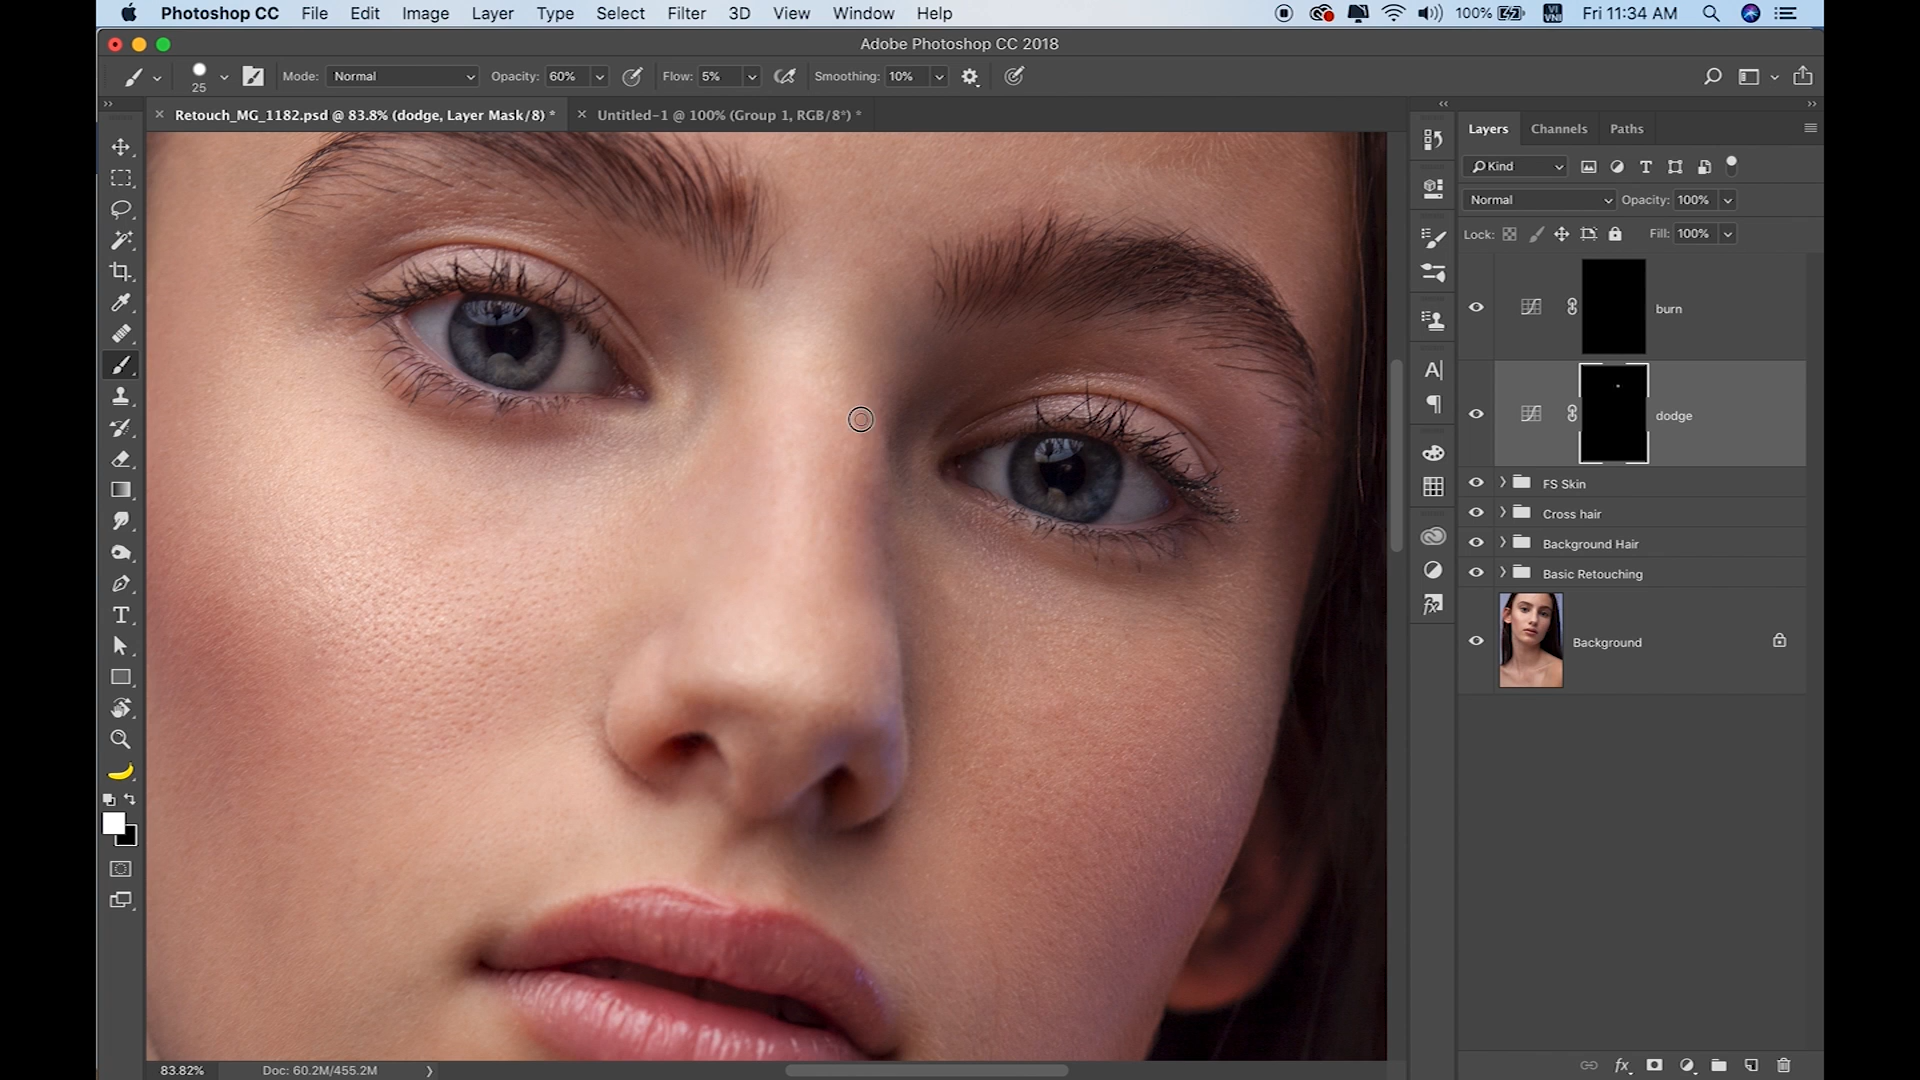 Photoshop CC File Edit Image Layer Type Select Filter 3D View Window Help 100% VI VNI Fri 11:34 AM
Adobe Photoshop CC 2018
25 Mode: Normal Opacity: 60% Flow: 5% Smoothing: 10%
Retouch_MG_1182.psd @ 83.8% (dodge, Layer Mask/8) * Untitled-1 @ 100% (Group 1, RGB/8*) *
Layers Channels Paths
Kind
Normal Opacity: 100%
Lock: Fill: 100%
burn
dodge
FS Skin
Cross hair
Background Hair
Basic Retouching
Background
83.82% Doc: 60.2M/455.2M